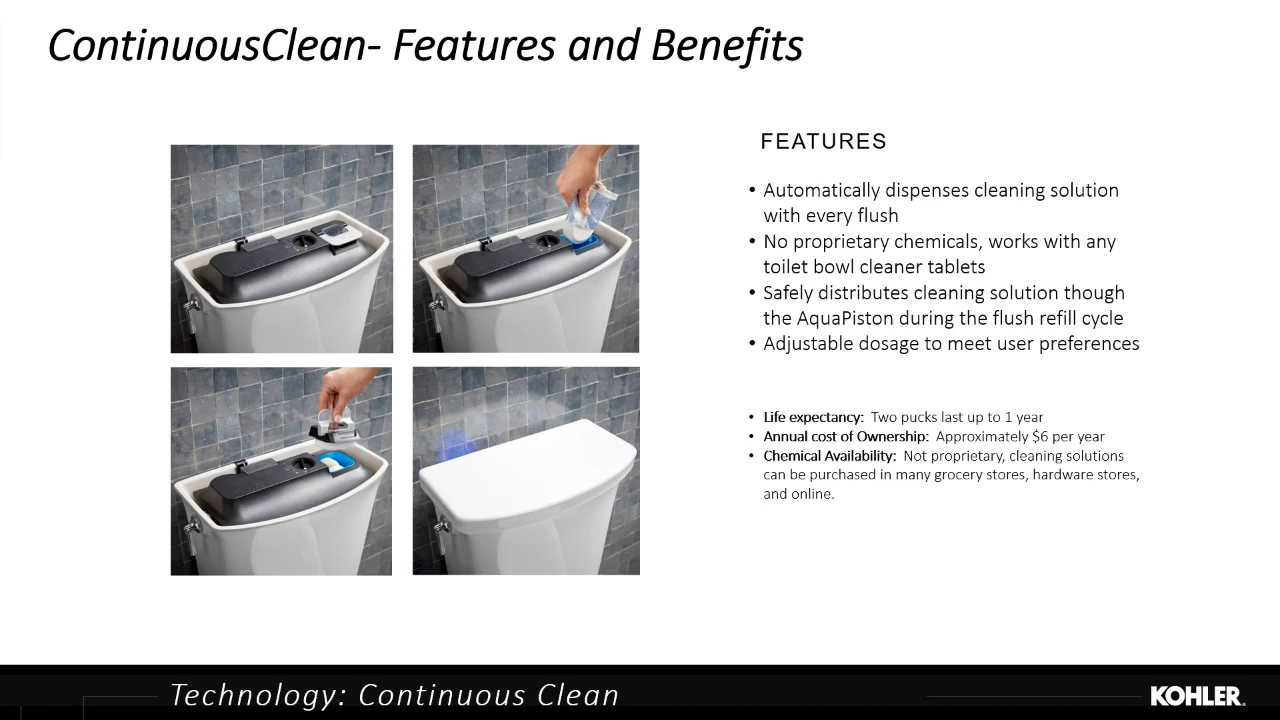 ContinuousClean- Features and Benefits
FEATURES
• Automatically dispenses cleaning solution
with every flush
• No proprietary chemicals, works with any
toilet bowl cleaner tablets
• Safely distributes cleaning solution though
the AquaPiston during the flush refill cycle
• Adjustable dosage to meet user preferences
• Life expectancy: Two pucks last up to 1 year
• Annual cost of Ownership: Approximately $6 per year
• Chemical Availability: Not proprietary, cleaning solutions
can be purchased in many grocery stores, hardware stores,
and online.
Technology: Continuous Clean
KOHLER.